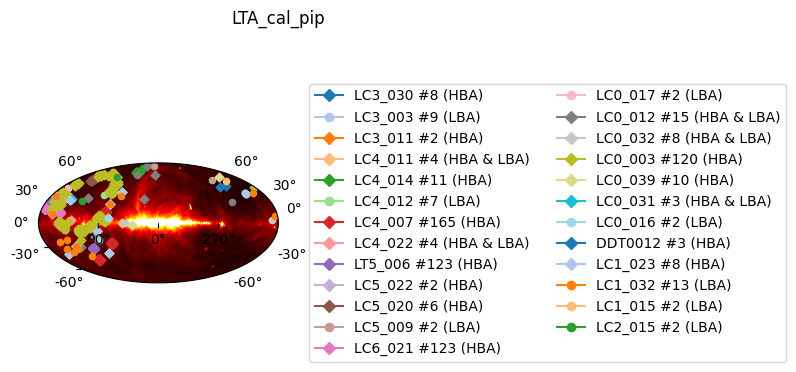 LTA_cal_pip
60°
60°
30°
30°
0°
0°
90°
0°
270°
-30°
-30°
-60°
-60°
LC3_030 #8 (HBA)
LC3_003 #9 (LBA)
LC3_011 #2 (HBA)
LC4_011 #4 (HBA & LBA)
LC4_014 #11 (HBA)
LC4_012 #7 (LBA)
LC4_007 #165 (HBA)
LC4_022 #4 (HBA & LBA)
LT5_006 #123 (HBA)
LC5_022 #2 (HBA)
LC5_020 #6 (HBA)
LC5_009 #2 (LBA)
LC6_021 #123 (HBA)
LC0_017 #2 (LBA)
LC0_012 #15 (HBA & LBA)
LC0_032 #8 (HBA & LBA)
LC0_003 #120 (HBA)
LC0_039 #10 (HBA)
LC0_031 #3 (HBA & LBA)
LC0_016 #2 (LBA)
DDT0012 #3 (HBA)
LC1_023 #8 (HBA)
LC1_032 #13 (LBA)
LC1_015 #2 (LBA)
LC2_015 #2 (LBA)